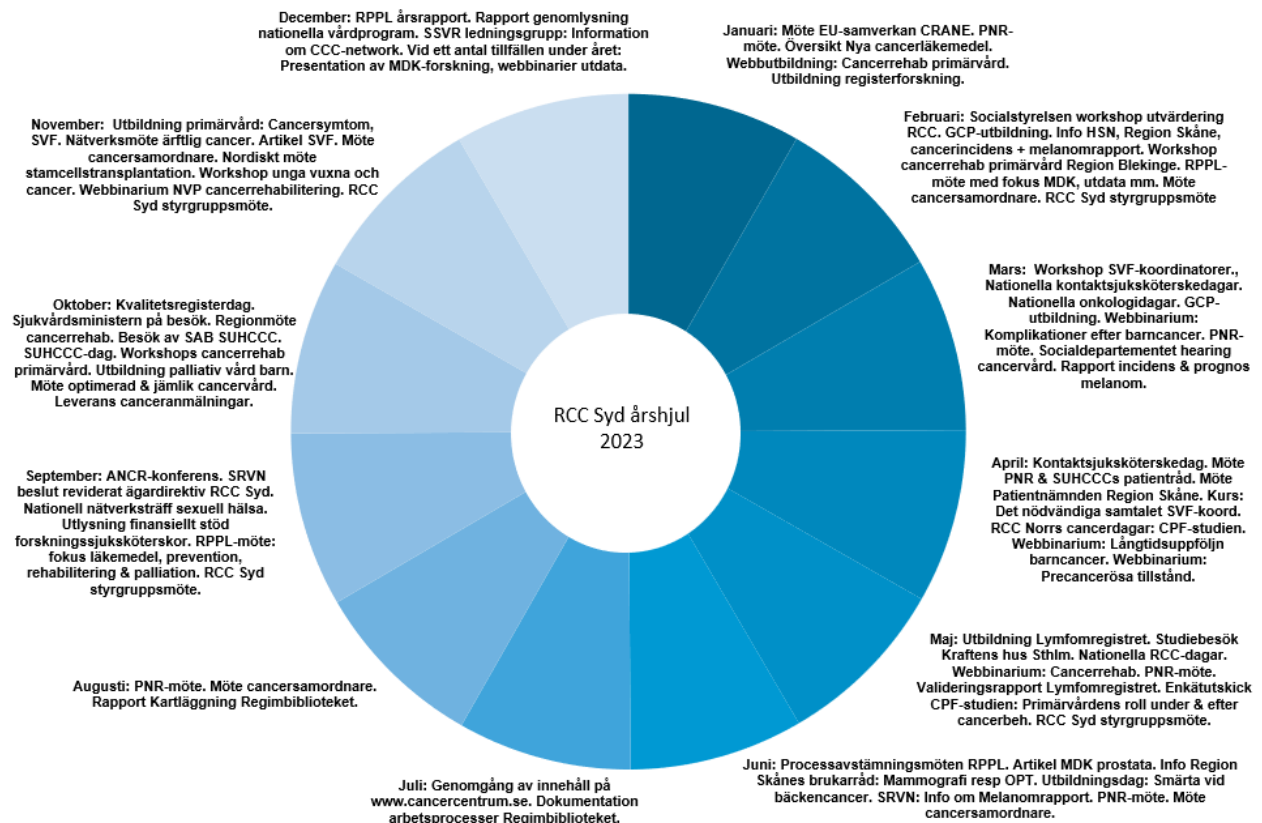 RCC Syd årshjul
2023
Januari: Möte EU-samverkan CRANE. PNR-
möte. Översikt Nya cancerläkemedel.
Webbutbildning: Cancerrehab primärvård.
Utbildning registerforskning.
Februari: Socialstyrelsen workshop utvärdering
RCC. GCP-utbildning. Info HSN, Region Skåne,
cancerincidens + melanomrapport. Workshop
cancerrehab primärvård Region Blekinge. RPPL-
möte med fokus MDK, utdata mm. Möte
cancersamordnare. RCC Syd styrgruppsmöte
Mars:  Workshop SVF-koordinatorer.,
Nationella kontaktsjuksköterskedagar.
Nationella onkologidagar. GCP-
utbildning. Webbinarium:
Komplikationer efter barncancer. PNR-
möte. Socialdepartementet hearing
cancervård. Rapport incidens & prognos
melanom.
April: Kontaktsjuksköterskedag. Möte
PNR & SUHCCCs patientråd. Möte
Patientnämnden Region Skåne. Kurs:
Det nödvändiga samtalet SVF-koord.
RCC Norrs cancerdagar: CPF-studien.
Webbinarium: Långtidsuppföljn
barncancer. Webbinarium:
Precancerösa tillstånd.
Maj: Utbildning Lymfomregistret. Studiebesök
Kraftens hus Sthlm. Nationella RCC-dagar.
Webbinarium: Cancerrehab. PNR-möte.
Valideringsrapport Lymfomregistret. Enkätutskick
CPF-studien: Primärvårdens roll under & efter
cancerbeh. RCC Syd styrgruppsmöte.
Juni: Processavstämningsmöten RPPL. Artikel MDK prostata. Info Region
Skånes brukarråd: Mammografi resp OPT. Utbildningsdag: Smärta vid
bäckencancer. SRVN: Info om Melanomrapport. PNR-möte. Möte
cancersamordnare.
Juli: Genomgång av innehåll på
www.cancercentrum.se. Dokumentation
arbetsprocesser Regimbiblioteket.
Augusti: PNR-möte. Möte cancersamordnare.
Rapport Kartläggning Regimbiblioteket.
September: ANCR-konferens. SRVN
beslut reviderat ägardirektiv RCC Syd.
Nationell nätverksträff sexuell hälsa.
Utlysning finansiellt stöd
forskningssjuksköterskor. RPPL-möte:
fokus läkemedel, prevention,
rehabilitering & palliation. RCC Syd
styrgruppsmöte.
Oktober: Kvalitetsregisterdag.
Sjukvårdsministern på besök. Regionmöte
cancerrehab. Besök av SAB SUHCCC.
SUHCCC-dag. Workshops cancerrehab
primärvård. Utbildning palliativ vård barn.
Möte optimerad & jämlik cancervård.
Leverans canceranmälningar.
November:  Utbildning primärvård: Cancersymtom,
SVF. Nätverksmöte ärftlig cancer. Artikel SVF. Möte
cancersamordnare. Nordiskt möte
stamcellstransplantation. Workshop unga vuxna och
cancer. Webbinarium NVP cancerrehabilitering. RCC
Syd styrgruppsmöte.
December: RPPL årsrapport. Rapport genomlysning
nationella vårdprogram. SSVR ledningsgrupp: Information
om CCC-network. Vid ett antal tillfällen under året:
Presentation av MDK-forskning, webbinarier utdata.